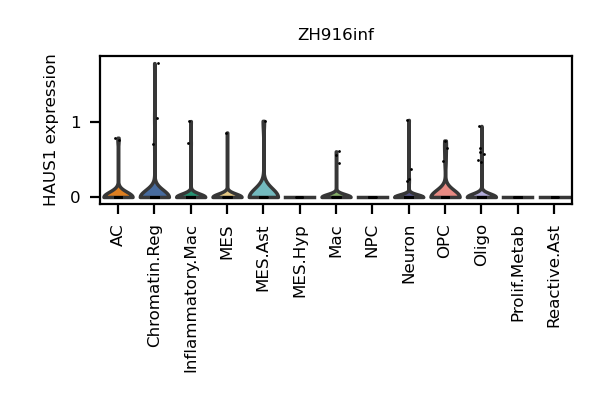 ZH916inf
HAUS1 expression
1
0
AC
Chromatin.Reg
Inflammatory.Mac
MES
MES.Ast
MES.Hyp
Mac
NPC
Neuron
OPC
Oligo
Prolif.Metab
Reactive.Ast